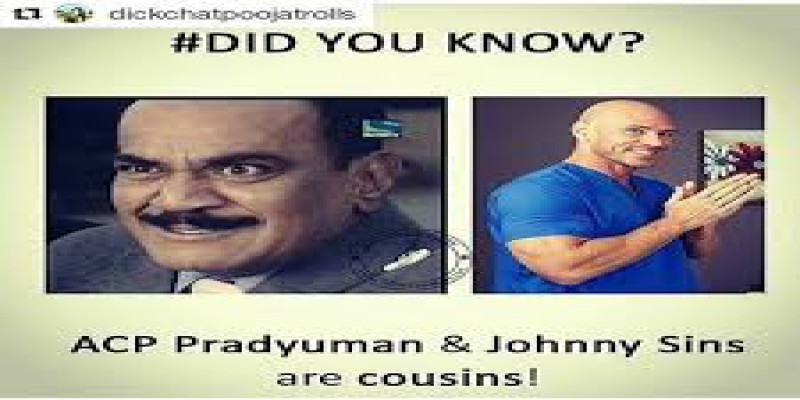 dickchatpoojatrolls
#DID YOU KNOW?
ACP Pradyuman & Johnny Sins
are cousins!